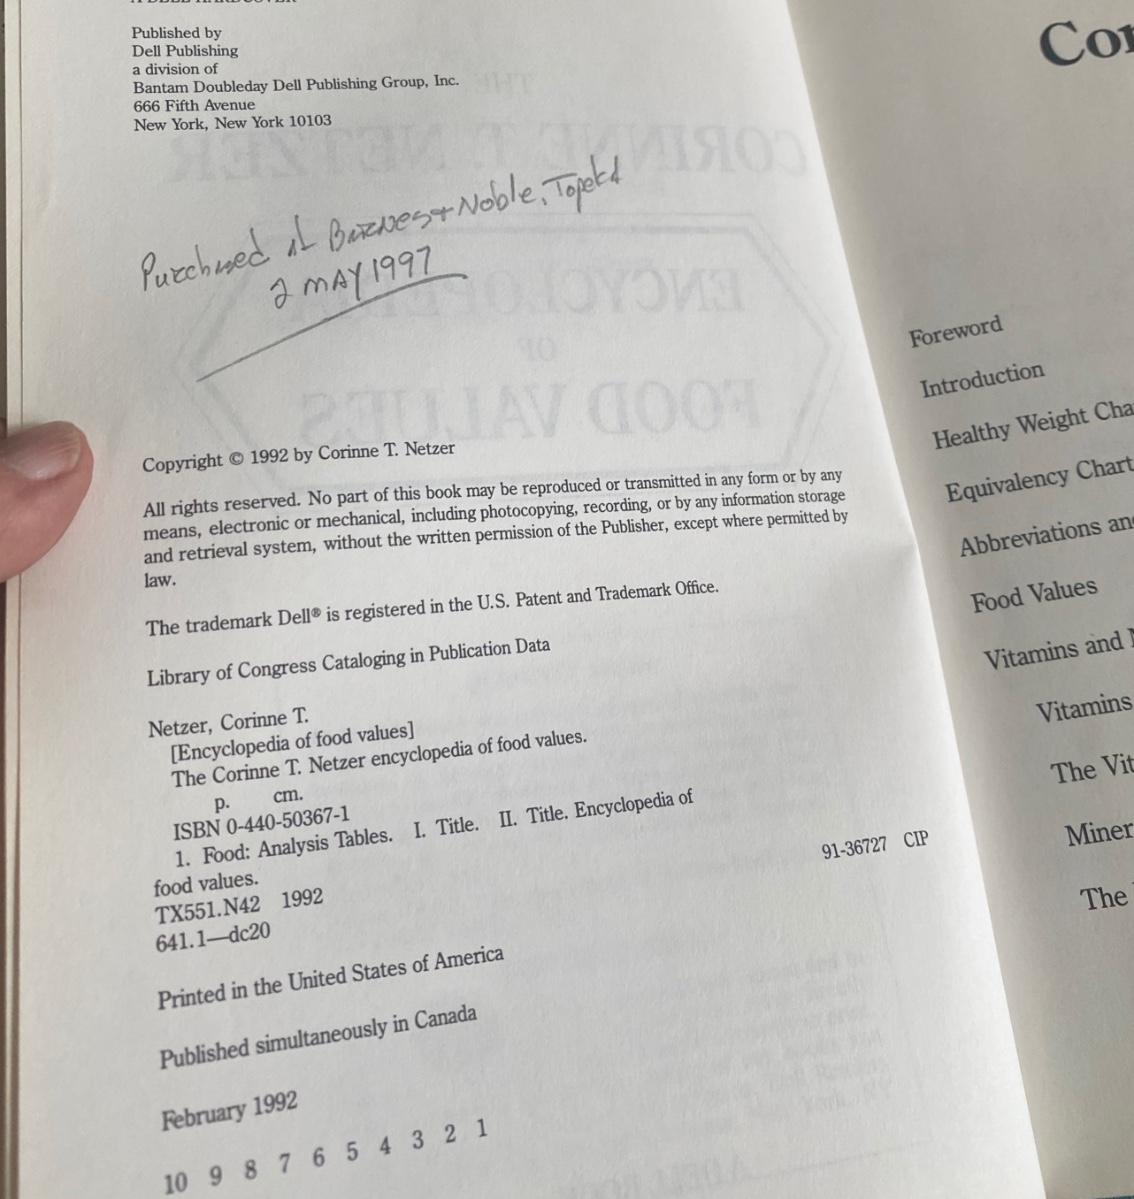 A DELL HARDCOVER
Published by
Dell Publishing
a division of
Bantam Doubleday Dell Publishing Group, Inc.
666 Fifth Avenue
New York, New York 10103
Purchased at Barnes + Noble, Topeka
2 MAY 1997
Copyright © 1992 by Corinne T. Netzer
All rights reserved. No part of this book may be reproduced or transmitted in any form or by any
means, electronic or mechanical, including photocopying, recording, or by any information storage
and retrieval system, without the written permission of the Publisher, except where permitted by
law.
The trademark Dell® is registered in the U.S. Patent and Trademark Office.
Library of Congress Cataloging in Publication Data
Netzer, Corinne T.
[Encyclopedia of food values]
The Corinne T. Netzer encyclopedia of food values.
p. cm.
ISBN 0-440-50367-1
1. Food: Analysis Tables. I. Title. II. Title. Encyclopedia of
food values.
TX551.N42 1992
641.1—dc20
91-36727 CIP
Printed in the United States of America
Published simultaneously in Canada
February 1992
10 9 8 7 6 5 4 3 2 1
Con
Foreword
Introduction
Healthy Weight Cha
Equivalency Chart
Abbreviations an
Food Values
Vitamins and
Vitamins
The Vit
Miner
The